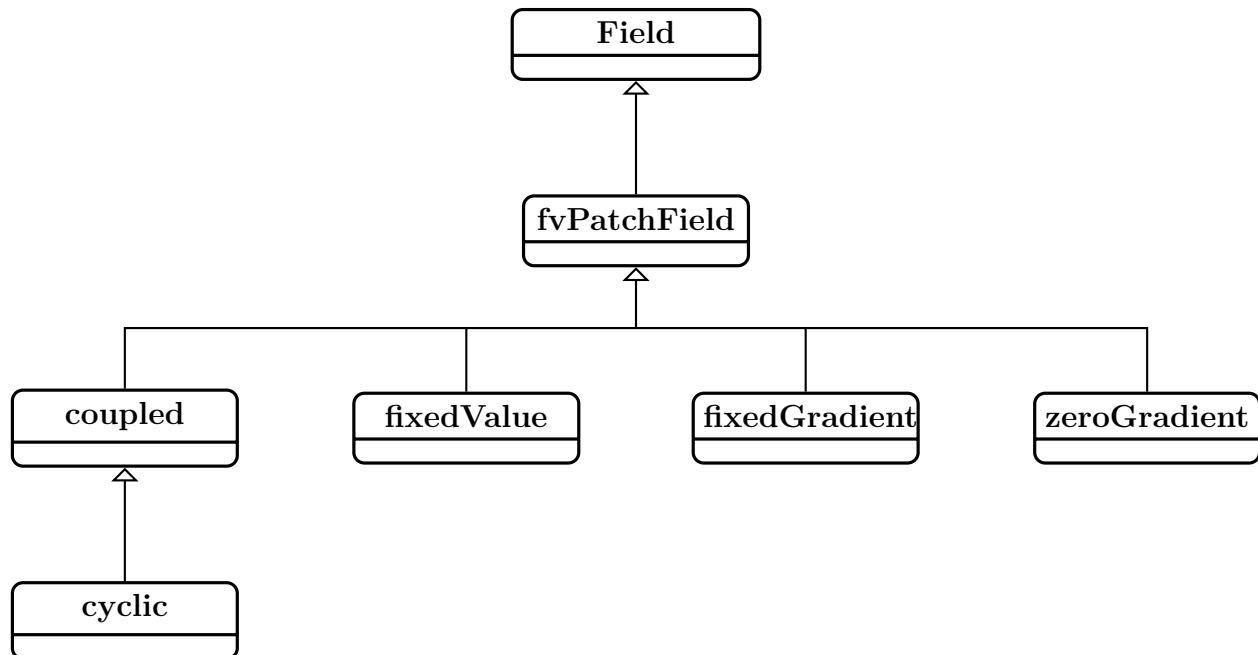 Field
fvPatchField
coupled
fixedValue
fixedGradient
zeroGradient
cyclic